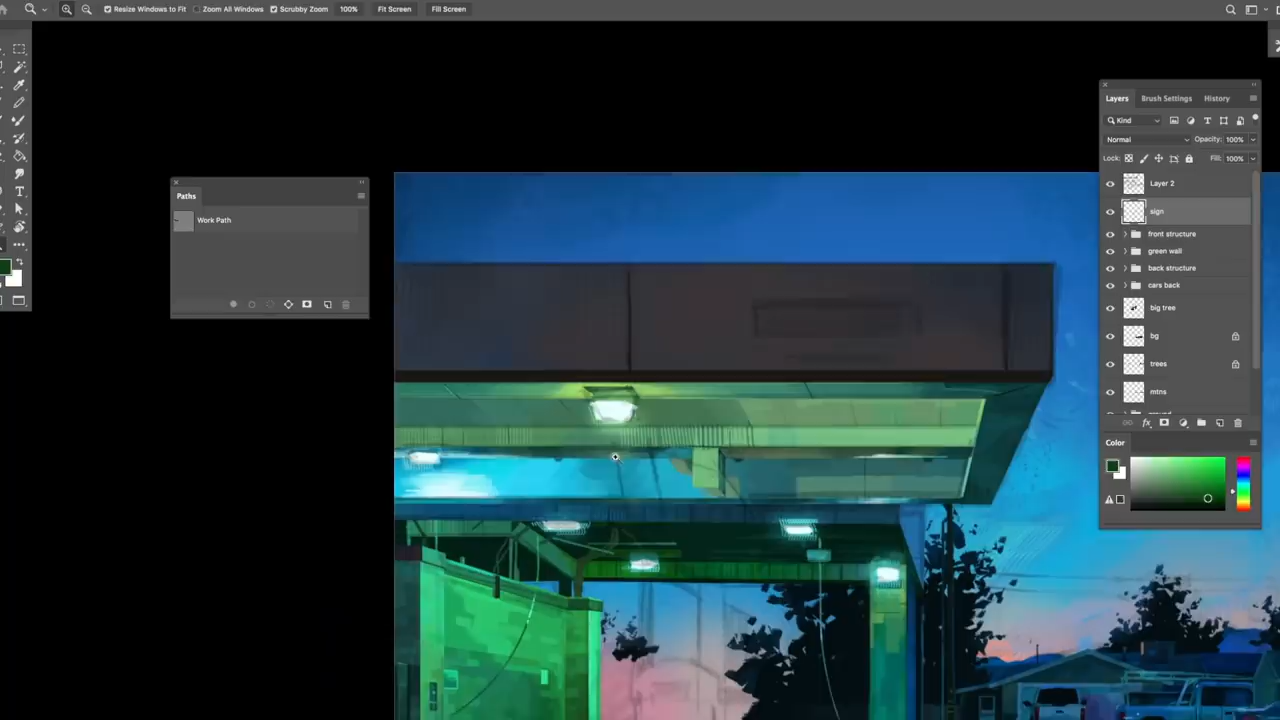 Resize Windows to Fit Zoom All Windows Scrubby Zoom 100% Fit Screen Fill Screen
Paths
Work Path
Layers Brush Settings History
Kind
Normal Opacity: 100%
Lock: Fill: 100%
Layer 2
sign
front structure
green wall
back structure
cars back
big tree
bg
trees
mtns
Color